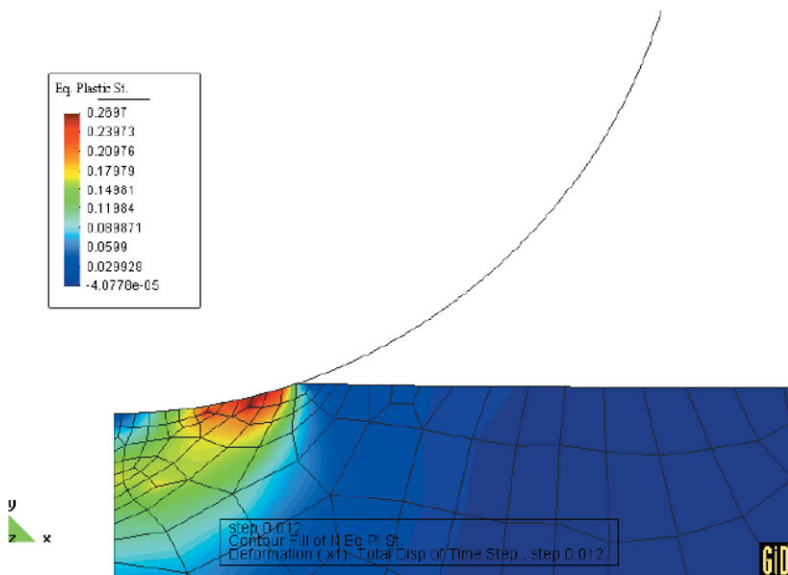 Eq. Plastic St.
0.2697
0.23973
0.20976
0.17979
0.14981
0.11984
0.089871
0.0599
0.029928
-4.0778e-05
y
z x
step 0.012
Contour Fill of N Eq Pl St.
Deformation ( x1): Total Disp of Time Step , step 0.012.
GiD